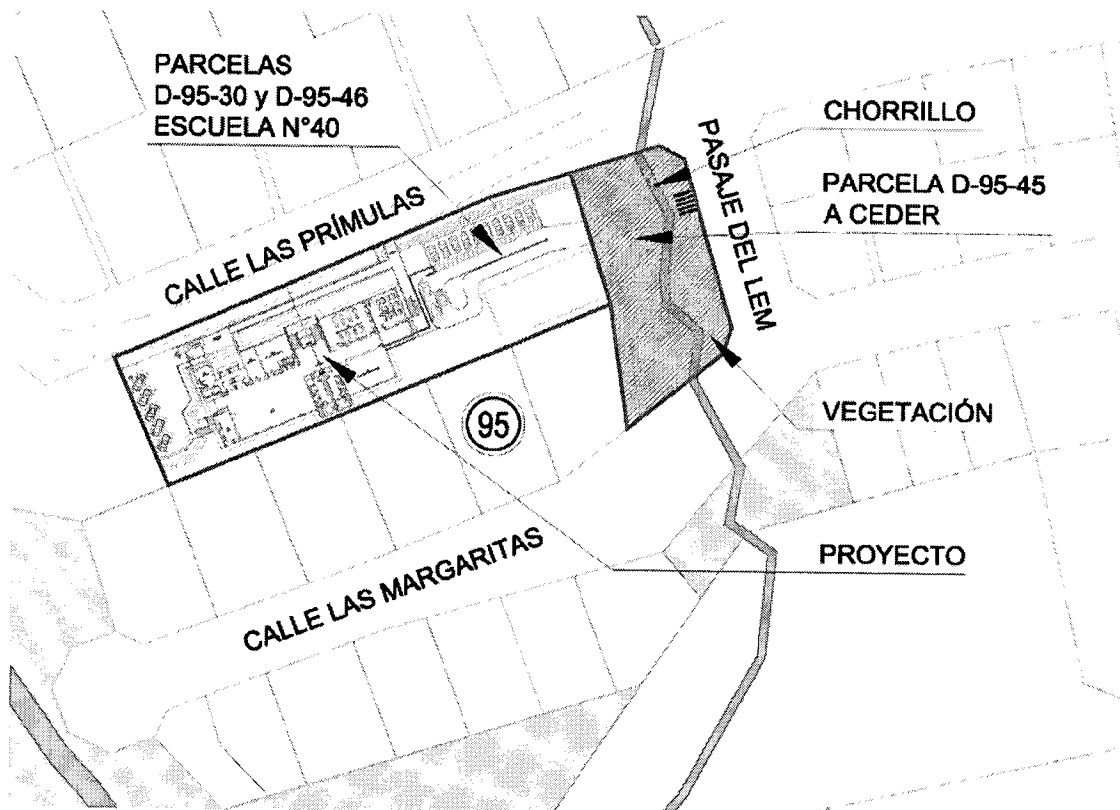 PARCELAS
D-95-30 y D-95-46
ESCUELA N°40
CHORRILLO
PARCELA D-95-45
A CEDER
PASAJE DEL LEM
CALLE LAS PRÍMULAS
95
VEGETACIÓN
PROYECTO
CALLE LAS MARGARITAS